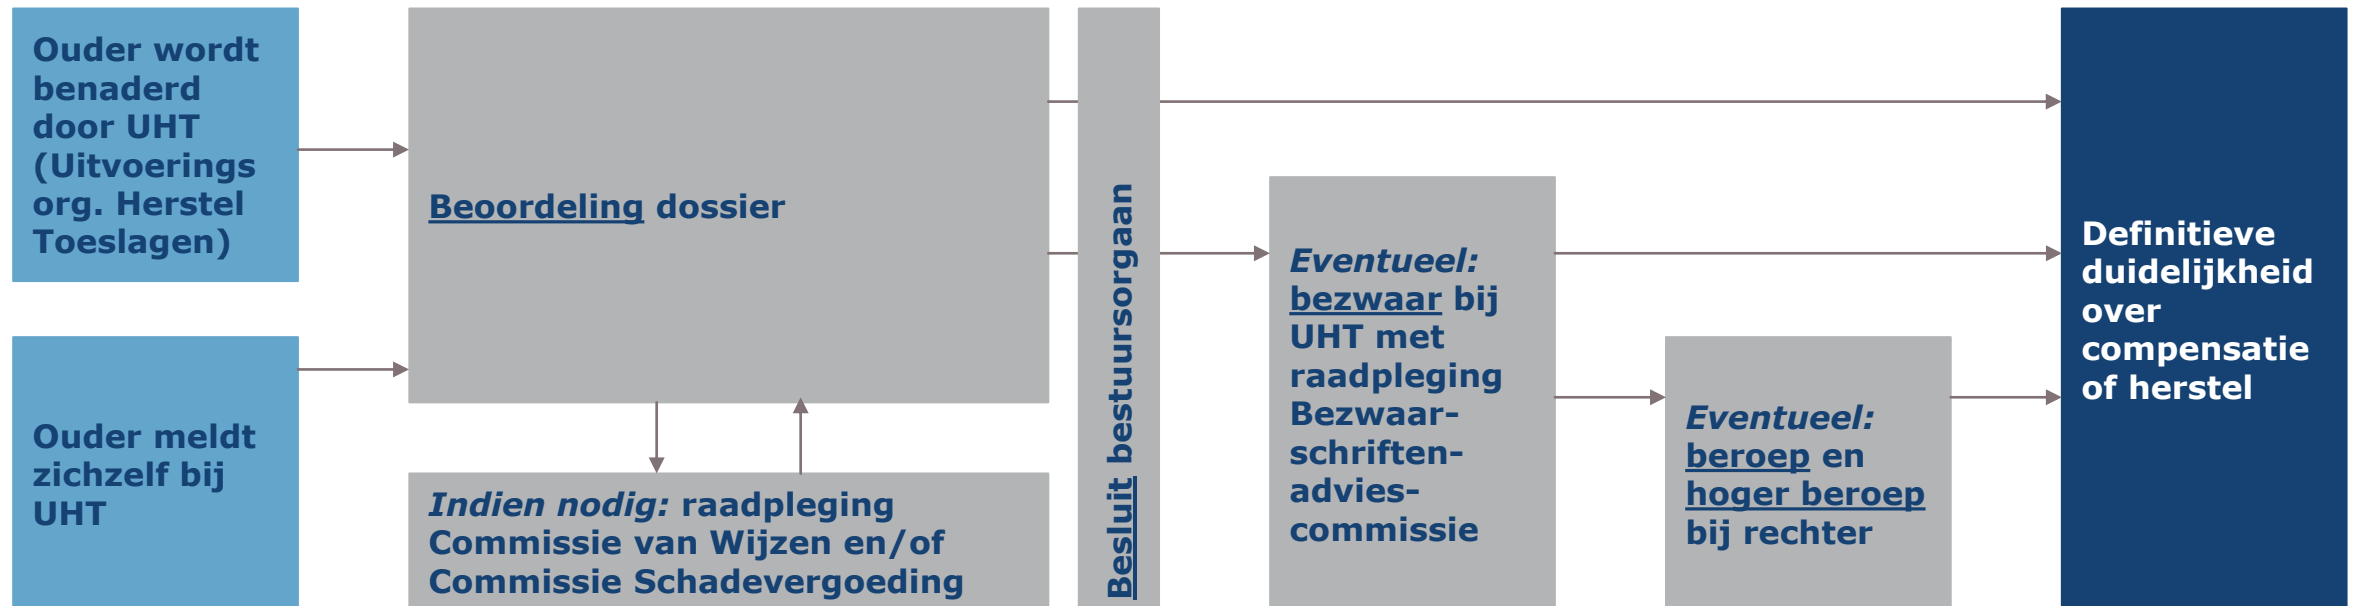 Ouder wordt
benaderd
door UHT
(Uitvoerings
org. Herstel
Toeslagen)
Ouder meldt
zichzelf bij
UHT
Beoordeling dossier
Indien nodig: raadpleging
Commissie van Wijzen en/of
Commissie Schadevergoeding
Besluit bestuursorgaan
Eventueel:
bezwaar bij
UHT met
raadpleging
Bezwaar-
schriften-
advies-
commissie
Eventueel:
beroep en
hoger beroep
bij rechter
Definitieve
duidelijkheid
over
compensatie
of herstel